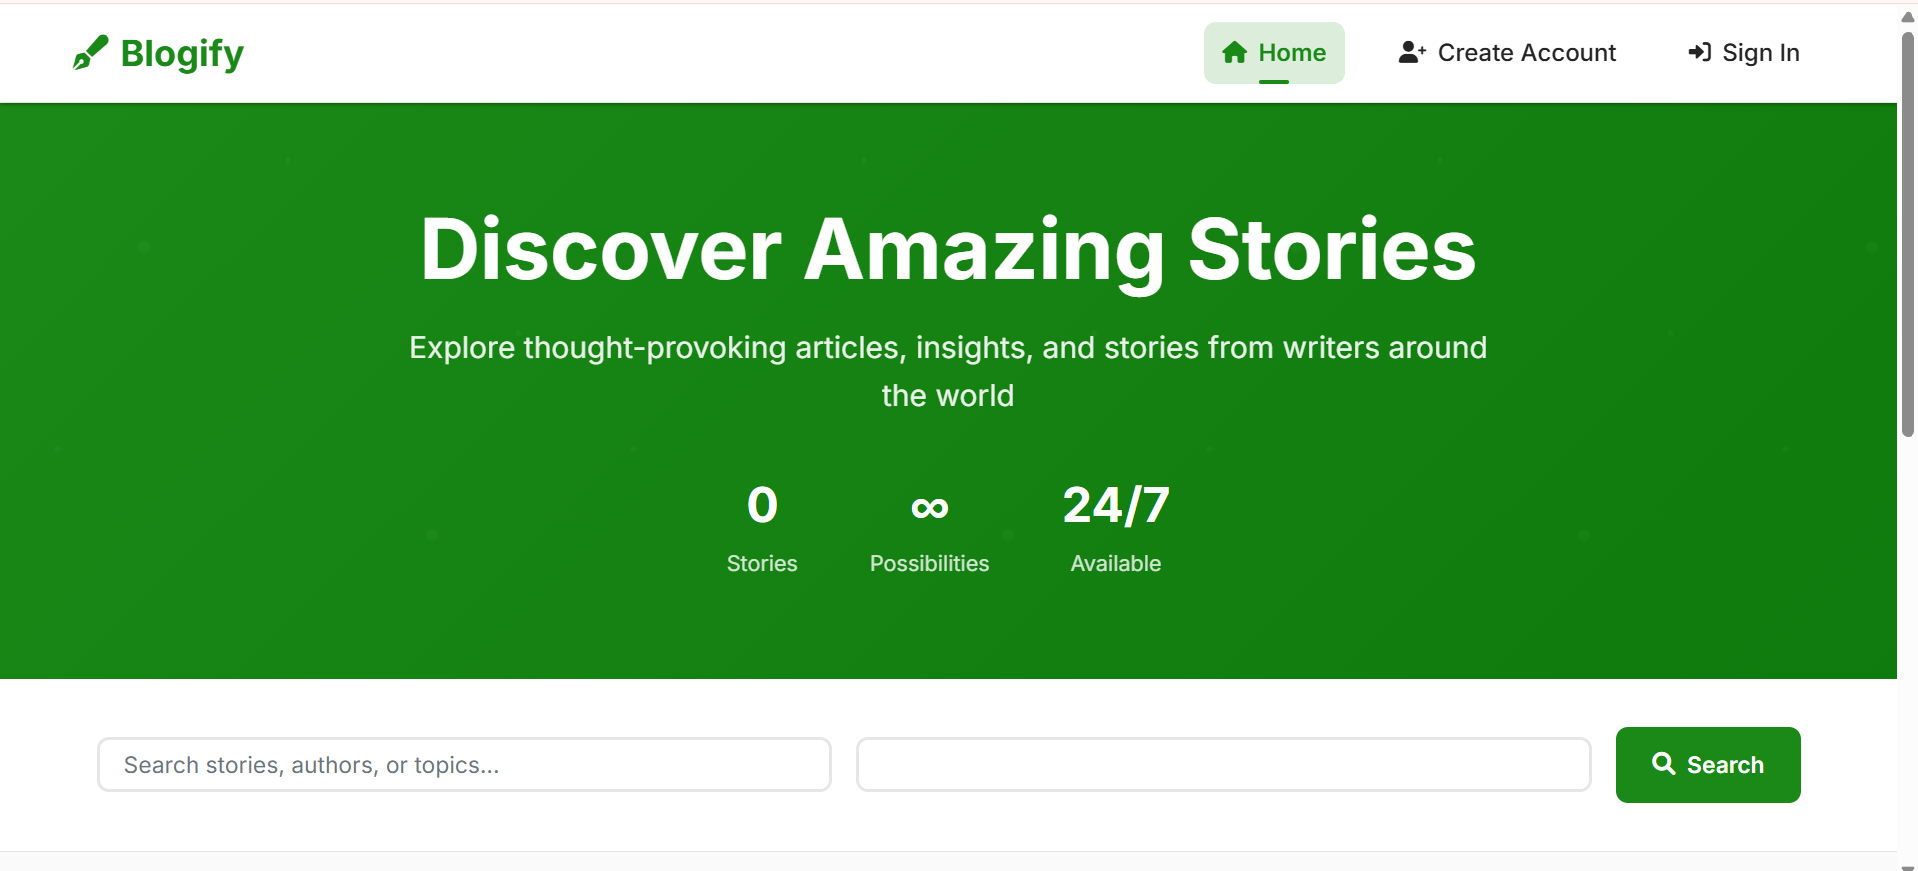 Blogify
Home
Create Account
Sign In
Discover Amazing Stories
Explore thought-provoking articles, insights, and stories from writers around
the world
0
∞
24/7
Stories
Possibilities
Available
Search stories, authors, or topics...
Search